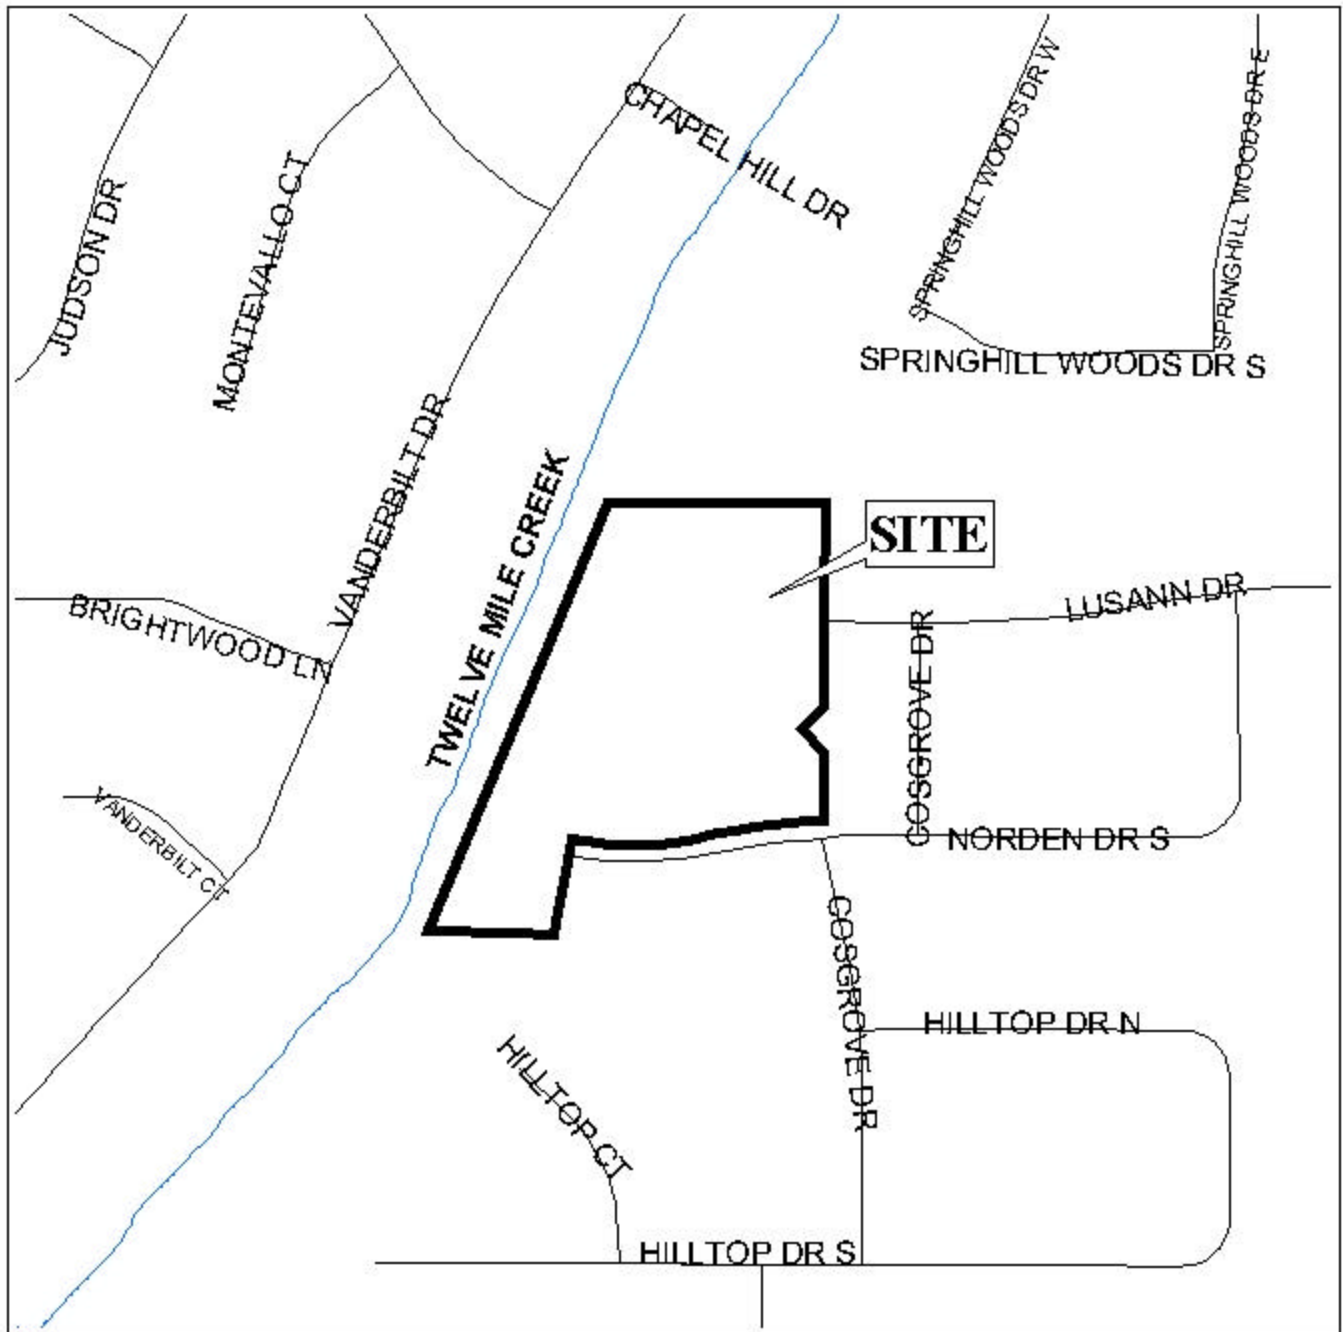 CHAPEL HILL DR
SPRINGHILL WOODS DR W
SPRINGHILL WOODS DR E
JUDSON DR
MONTEVALLO CT
SPRINGHILL WOODS DR S
VANDERBILT DR
TWELVE MILE CREEK
SITE
BRIGHTWOOD LN
LUSANN DR
COSGROVE DR
VANDERBILT CT
NORDEN DR S
COSGROVE DR
HILLTOP DR N
HILLTOP CT
HILLTOP DR S